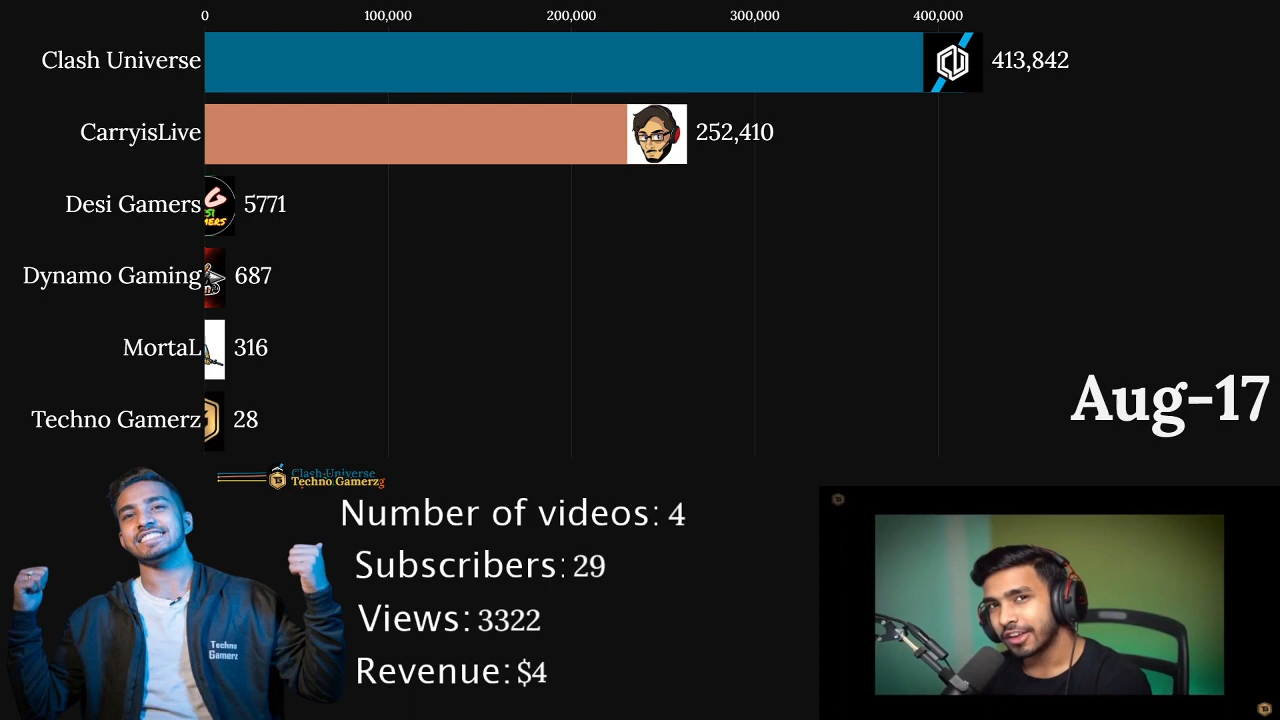 0 100,000 200,000 300,000 400,000
Clash Universe 413,842
CarryisLive 252,410
Desi Gamers 5771
Dynamo Gaming 687
MortaL 316
Techno Gamerz 28
Aug-17
Clash Universe
Techno Gamerz
Number of videos: 4
Subscribers: 29
Views: 3322
Revenue: $4
Techno
Gamerz